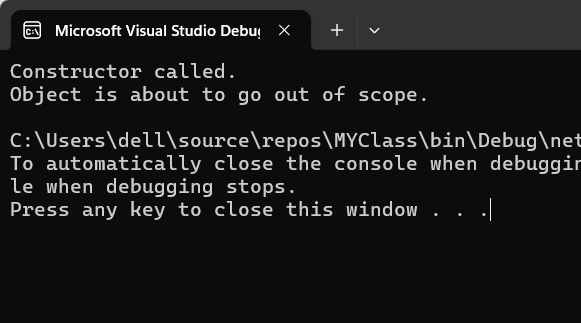 Microsoft Visual Studio Debug
Constructor called.
Object is about to go out of scope.
C:\Users\dell\source\repos\MYClass\bin\Debug\net
To automatically close the console when debuggin
le when debugging stops.
Press any key to close this window . . .